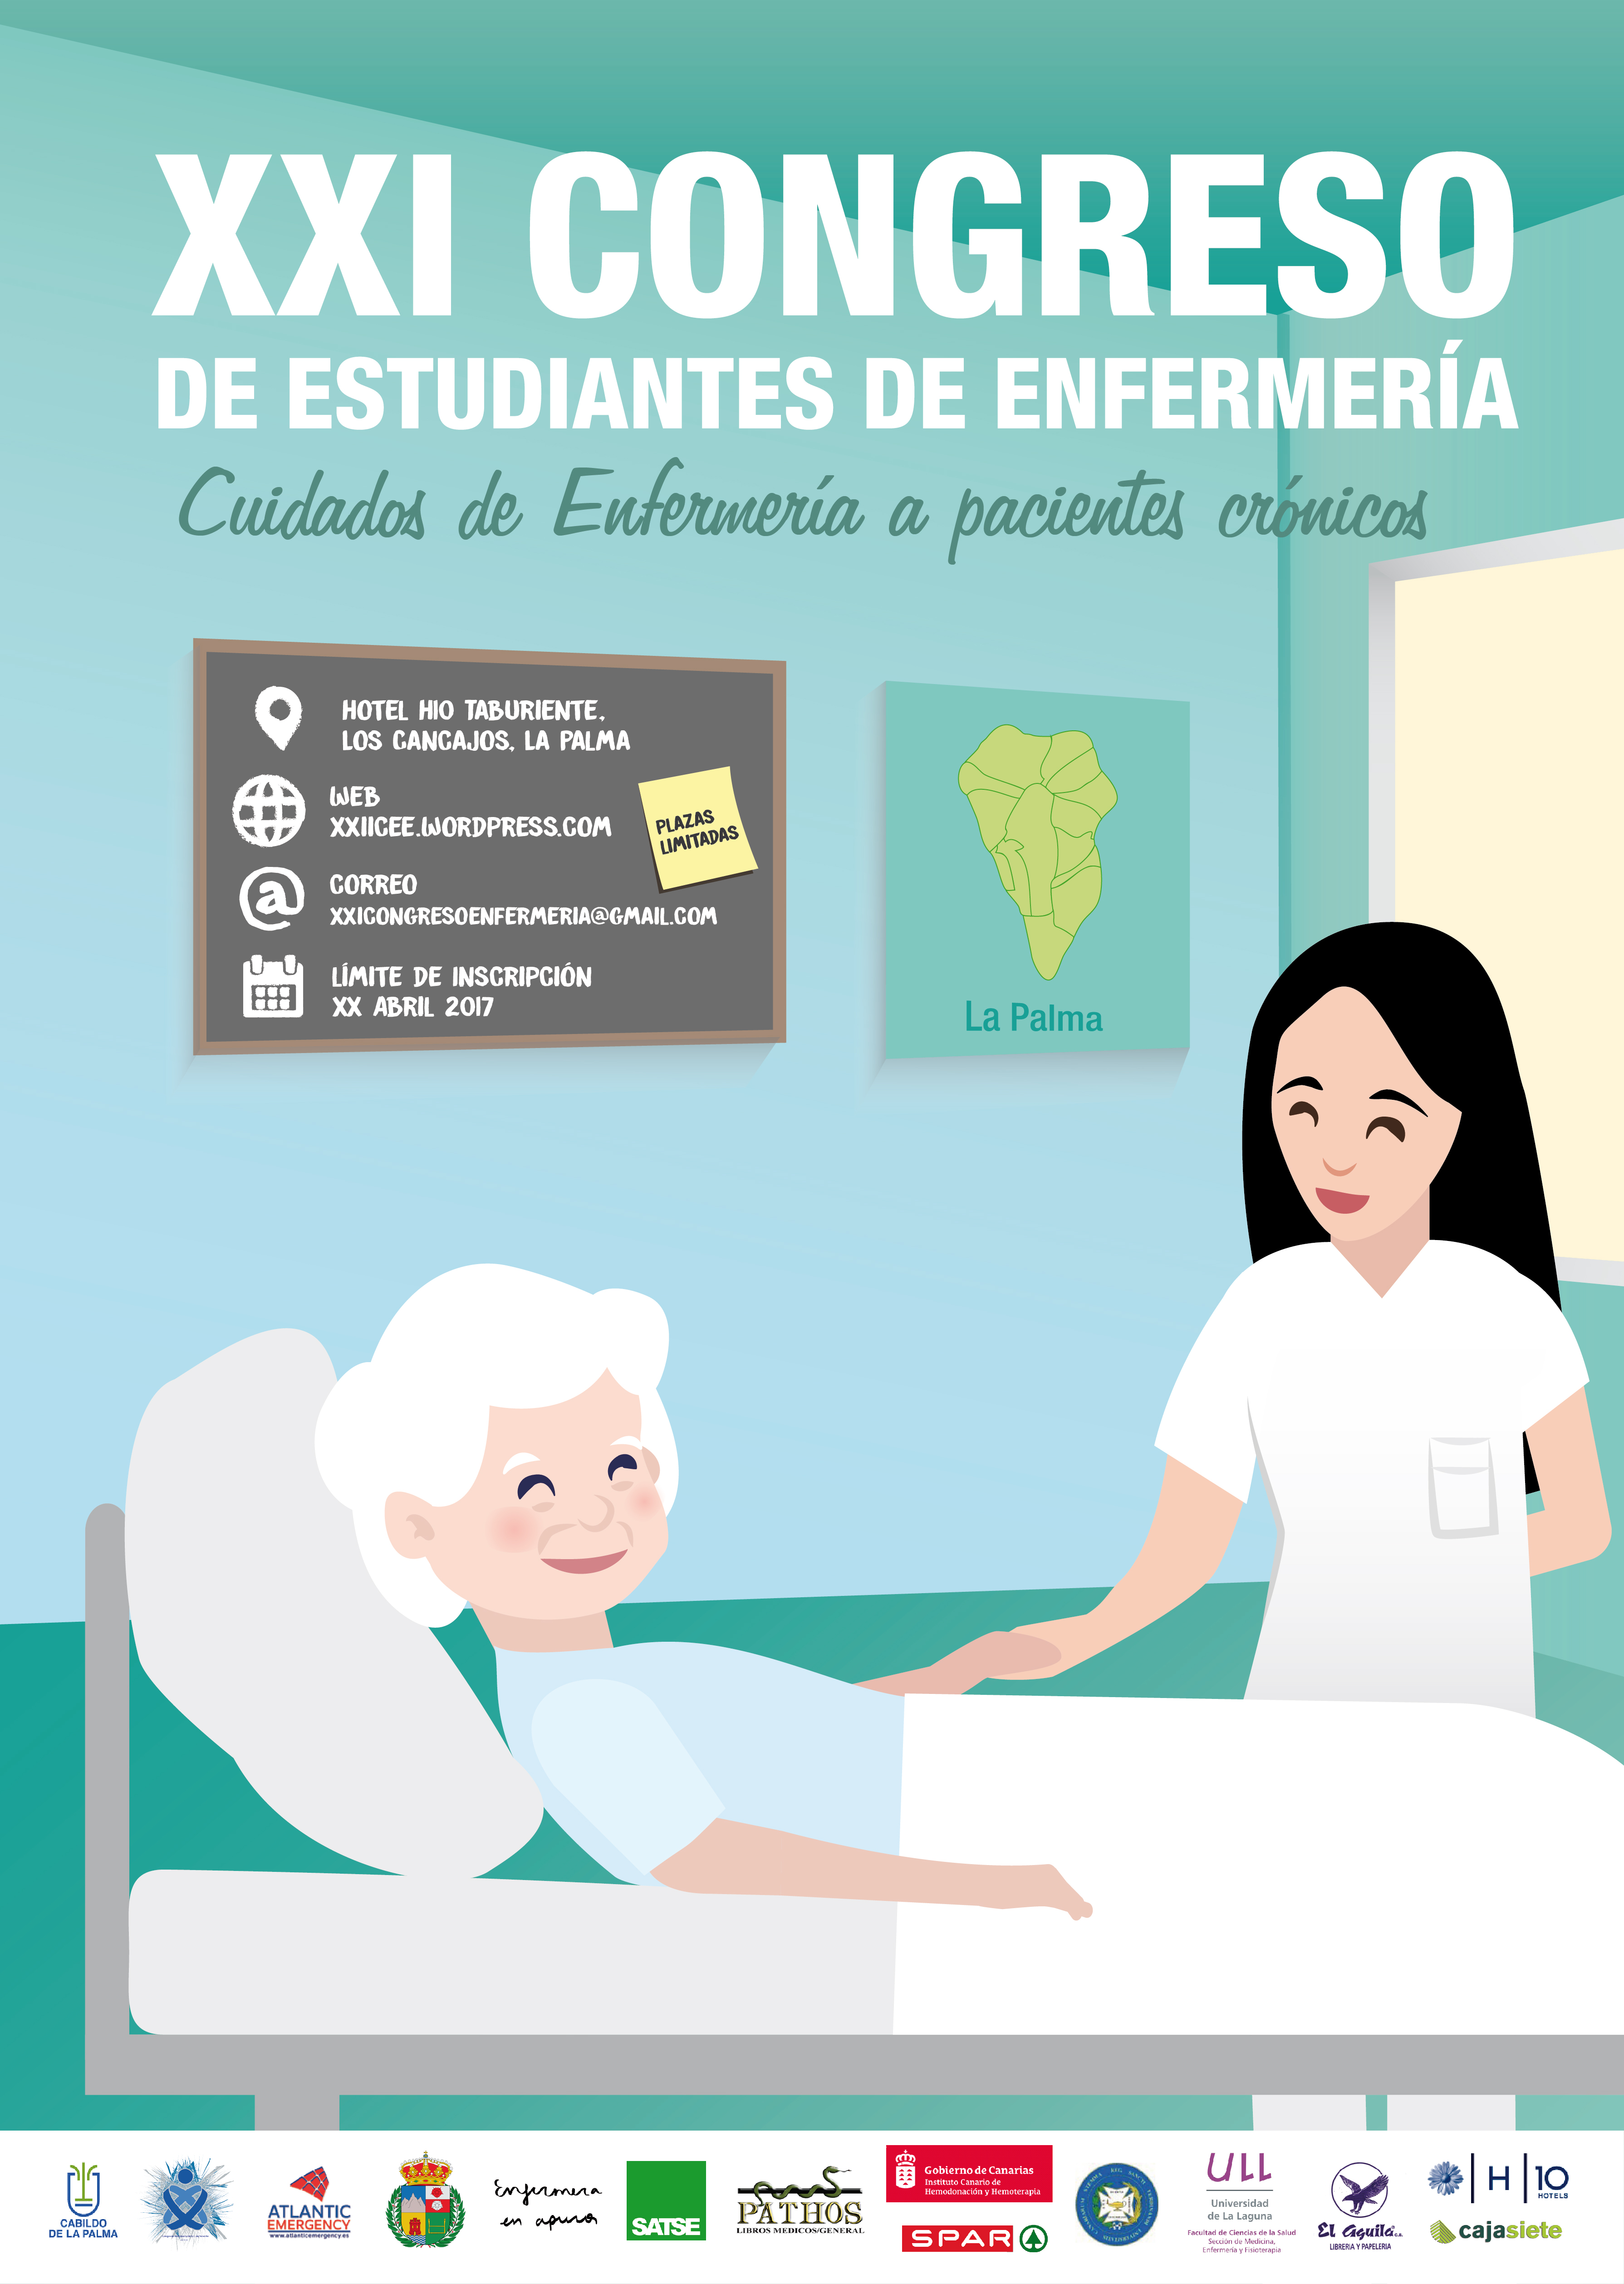 XXI CONGRESO
DE ESTUDIANTES DE ENFERMERÍA
Cuidados de Enfermería a pacientes crónicos
HOTEL H10 TABURIENTE,
LOS CANCAJOS, LA PALMA
WEB
XXIICEE.WORDPRESS.COM
CORREO
XXICONGRESOENFERMERIA@GMAIL.COM
LÍMITE DE INSCRIPCIÓN
XX ABRIL 2017
PLAZAS
LIMITADAS
La Palma
CABILDO
DE LA PALMA
ATLANTIC
EMERGENCY
www.atlanticemergency.es
Enfermera
en apuros
SATSE
PATHOS
LIBROS MEDICOS/GENERAL
Gobierno de Canarias
Instituto Canario de
Hemodonación y Hemoterapia
SPAR
ULL
Universidad
de La Laguna
Facultad de Ciencias de la Salud
Sección de Medicina,
Enfermería y Fisioterapia
El Aguila S.A.
LIBRERIA Y PAPELERIA
H10
HOTELS
cajasiete